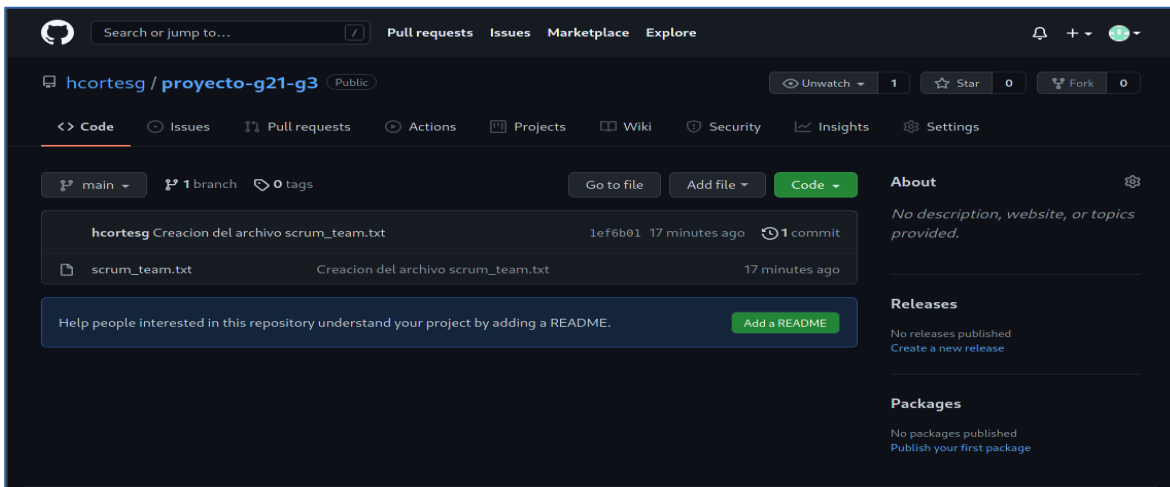 Search or jump to... / Pull requests Issues Marketplace Explore
hcortesg / proyecto-g21-g3 Public
Unwatch 1 Star 0 Fork 0
<> Code Issues Pull requests Actions Projects Wiki Security Insights Settings
main 1 branch 0 tags Go to file Add file Code
hcortesg Creacion del archivo scrum_team.txt 1ef6b01 17 minutes ago 1 commit
scrum_team.txt Creacion del archivo scrum_team.txt 17 minutes ago
Help people interested in this repository understand your project by adding a README. Add a README
About
No description, website, or topics
provided.
Releases
No releases published
Create a new release
Packages
No packages published
Publish your first package